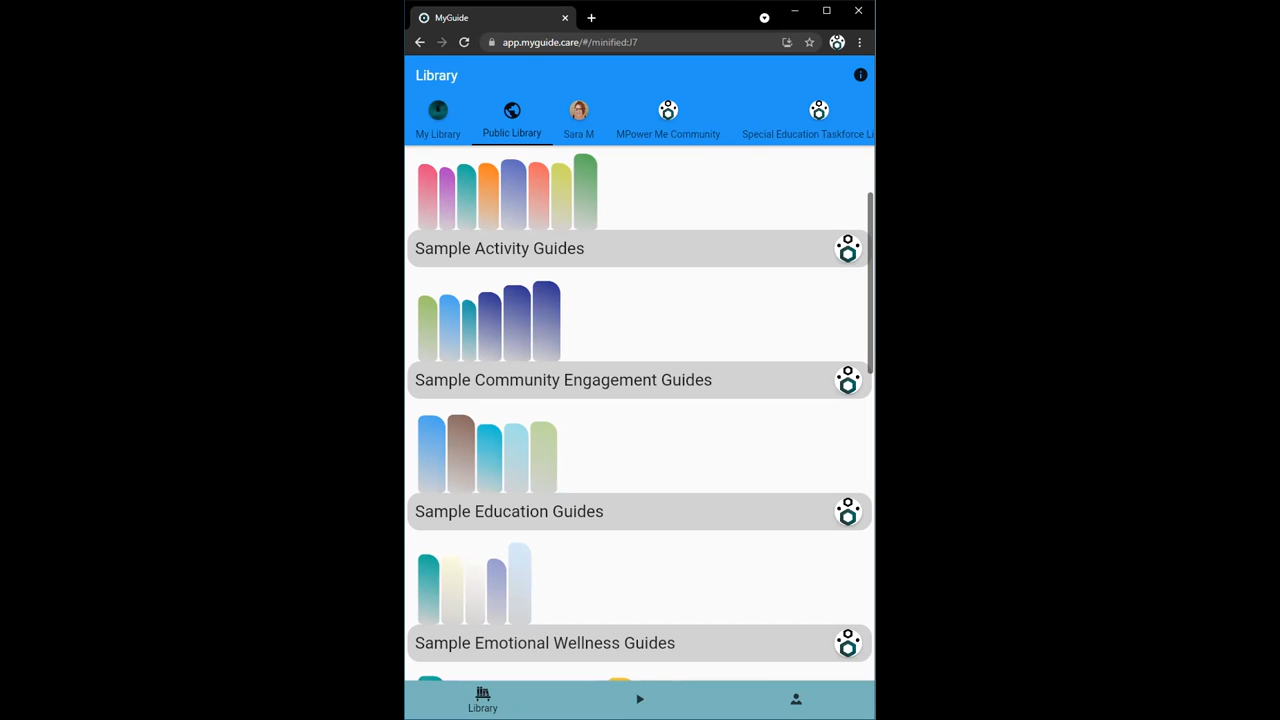 MyGuide
app.myguide.care/#/minified:J7
Library
My Library
Public Library
Sara M
MPower Me Community
Special Education Taskforce Li
Sample Activity Guides
Sample Community Engagement Guides
Sample Education Guides
Sample Emotional Wellness Guides
Library